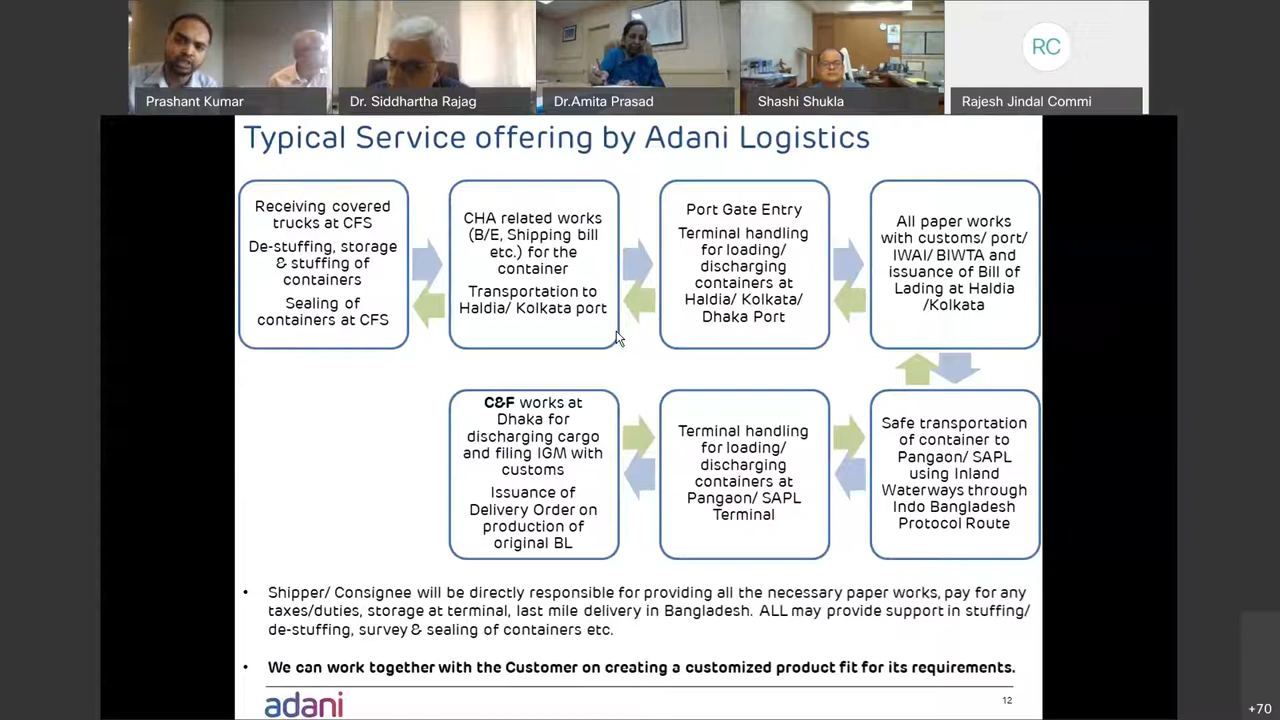 Prashant Kumar
Dr. Siddhartha Rajag
Dr.Amita Prasad
Shashi Shukla
RC
Rajesh Jindal Commi
Typical Service offering by Adani Logistics
Receiving covered
trucks at CFS
De-stuffing, storage
& stuffing of
containers
Sealing of
containers at CFS
CHA related works
(B/E, Shipping bill
etc.) for the
container
Transportation to
Haldia/ Kolkata port
Port Gate Entry
Terminal handling
for loading/
discharging
containers at
Haldia/ Kolkata/
Dhaka Port
All paper works
with customs/ port/
IWAI/ BIWTA and
issuance of Bill of
Lading at Haldia
/Kolkata
C&F works at
Dhaka for
discharging cargo
and filing IGM with
customs
Issuance of
Delivery Order on
production of
original BL
Terminal handling
for loading/
discharging
containers at
Pangaon/ SAPL
Terminal
Safe transportation
of container to
Pangaon/ SAPL
using Inland
Waterways through
Indo Bangladesh
Protocol Route
• Shipper/ Consignee will be directly responsible for providing all the necessary paper works, pay for any
taxes/duties, storage at terminal, last mile delivery in Bangladesh. ALL may provide support in stuffing/
de-stuffing, survey & sealing of containers etc.
• We can work together with the Customer on creating a customized product fit for its requirements.
adani
12
+70